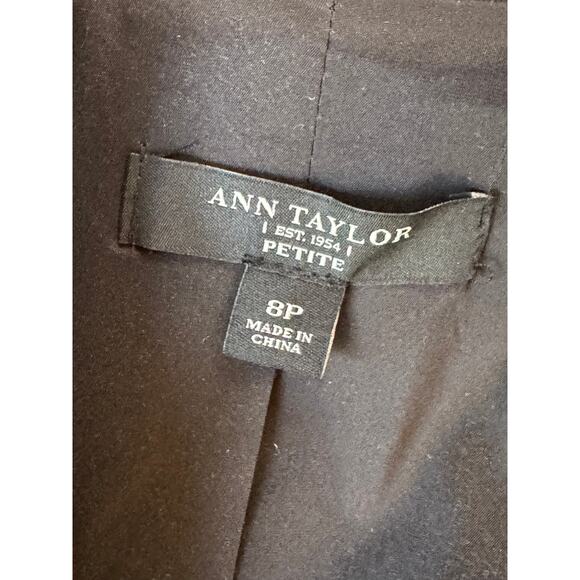 ANN TAYLOR
| EST. 1954 |
PETITE
8P
MADE IN
CHINA